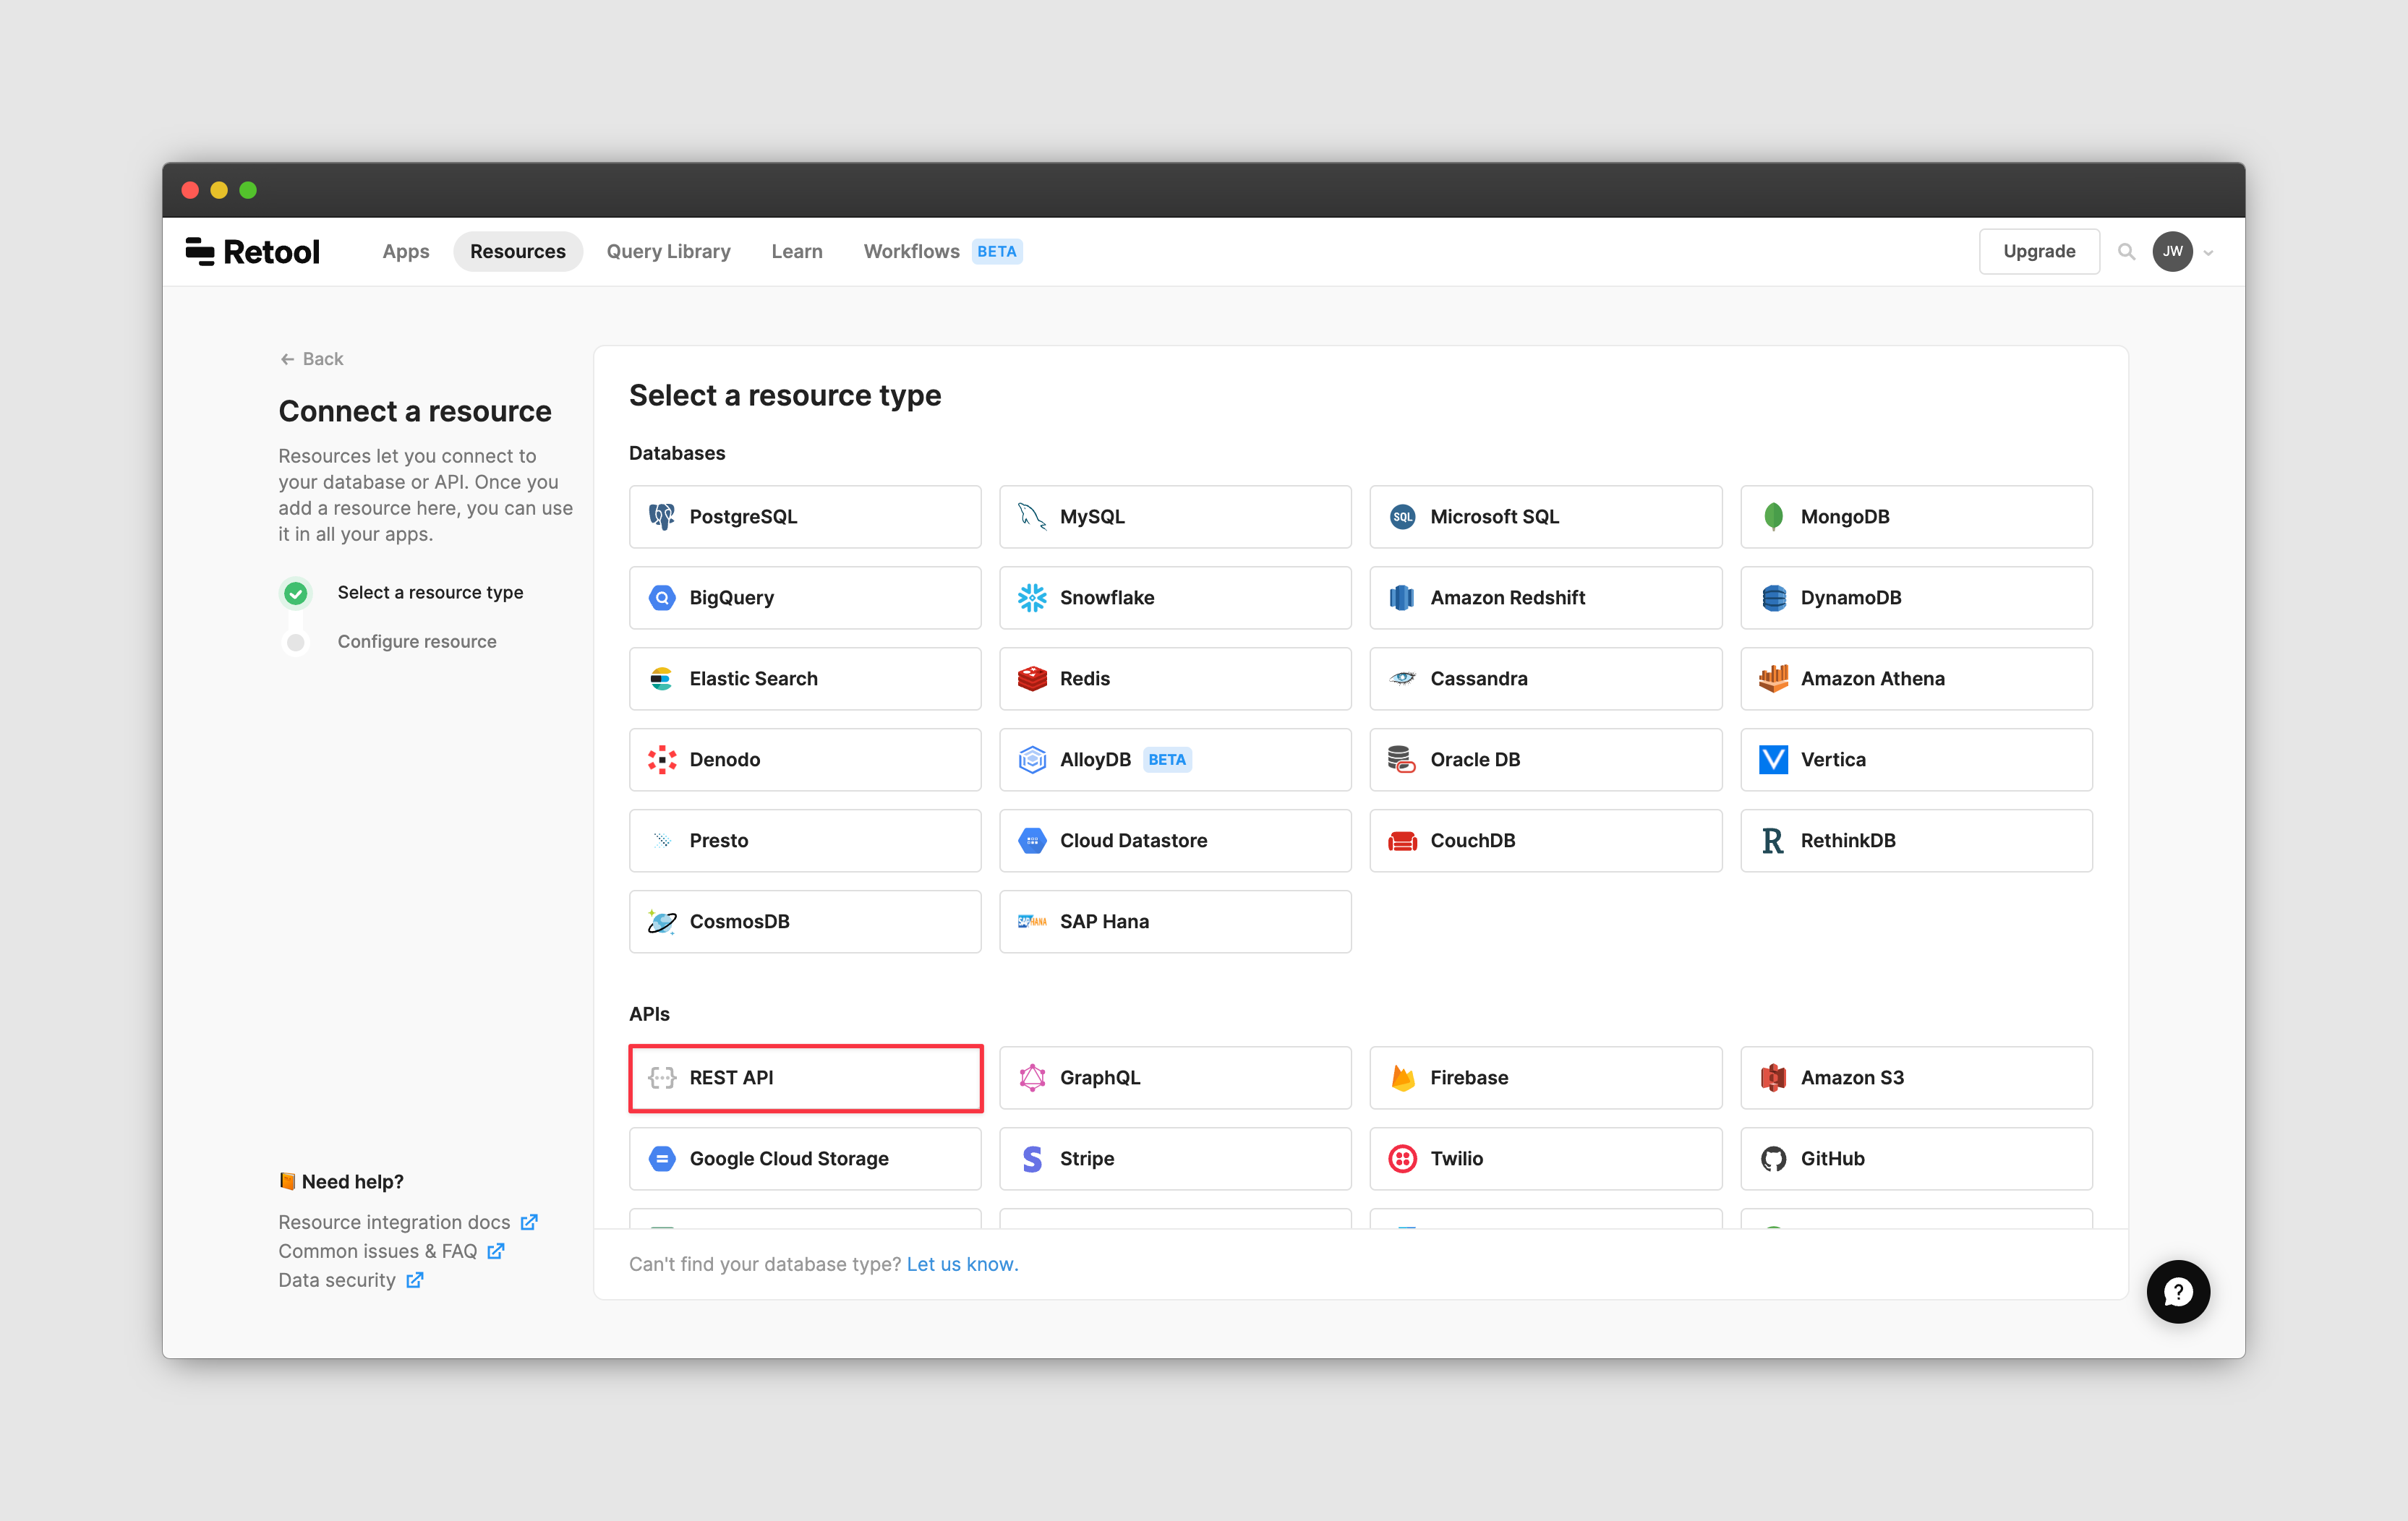 Retool
Apps
Resources
Query Library
Learn
Workflows BETA
Upgrade
JW
Back
Connect a resource
Resources let you connect to
your database or API. Once you
add a resource here, you can use
it in all your apps.
Select a resource type
Configure resource
Need help?
Resource integration docs
Common issues & FAQ
Data security
Select a resource type
Databases
PostgreSQL
MySQL
SQL
Microsoft SQL
MongoDB
BigQuery
Snowflake
Amazon Redshift
DynamoDB
Elastic Search
Redis
Cassandra
Amazon Athena
Denodo
AlloyDB BETA
Oracle DB
Vertica
Presto
Cloud Datastore
CouchDB
RethinkDB
CosmosDB
SAP HANA
SAP Hana
APIs
REST API
GraphQL
Firebase
Amazon S3
Google Cloud Storage
Stripe
Twilio
GitHub
Can't find your database type? Let us know.